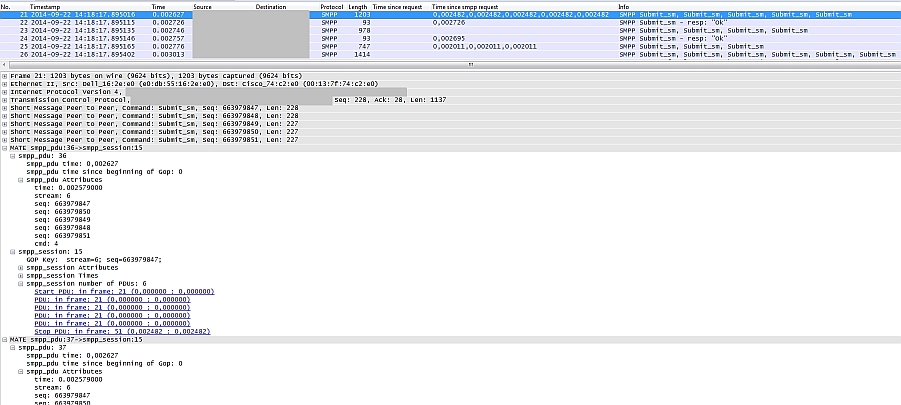 No. Timestamp Time Source Destination Protocol Length Time since request Time since smpp request Info
21 2014-09-22 14:18:17.895016 0,002627 SMPP 1203 0,002482,0,002482,0,002482,0,002482,0,002482 SMPP Submit_sm, Submit_sm, Submit_sm, Submit_sm, Submit_sm
22 2014-09-22 14:18:17.895115 0,002726 SMPP 93 0,002726 SMPP Submit_sm - resp: "Ok"
23 2014-09-22 14:18:17.895135 0,002746 SMPP 978 SMPP Submit_sm, Submit_sm, Submit_sm, Submit_sm
24 2014-09-22 14:18:17.895146 0,002757 SMPP 93 0,002695 SMPP Submit_sm - resp: "Ok"
25 2014-09-22 14:18:17.895165 0,002776 SMPP 747 0,002011,0,002011,0,002011 SMPP Submit_sm, Submit_sm, Submit_sm
26 2014-09-22 14:18:17.895402 0,003013 SMPP 1414 SMPP Submit_sm, Submit_sm, Submit_sm, Submit_sm, Submit_sm, Submit_sm
Frame 21: 1203 bytes on wire (9624 bits), 1203 bytes captured (9624 bits)
Ethernet II, Src: Dell_16:2e:e0 (e0:db:55:16:2e:e0), Dst: Cisco_74:c2:e0 (00:13:7f:74:c2:e0)
Internet Protocol Version 4,
Transmission Control Protocol, Seq: 228, Ack: 28, Len: 1137
Short Message Peer to Peer, Command: Submit_sm, Seq: 663979847, Len: 228
Short Message Peer to Peer, Command: Submit_sm, Seq: 663979848, Len: 228
Short Message Peer to Peer, Command: Submit_sm, Seq: 663979849, Len: 227
Short Message Peer to Peer, Command: Submit_sm, Seq: 663979850, Len: 227
Short Message Peer to Peer, Command: Submit_sm, Seq: 663979851, Len: 227
MATE smpp_pdu:36->smpp_session:15
smpp_pdu: 36
smpp_pdu time: 0,002627
smpp_pdu time since beginning of Gop: 0
smpp_pdu Attributes
time: 0.002579000
stream: 6
seq: 663979847
seq: 663979850
seq: 663979849
seq: 663979848
seq: 663979851
cmd: 4
smpp_session: 15
GOP Key: stream=6; seq=663979847;
smpp_session Attributes
smpp_session Times
smpp_session number of PDUs: 6
Start PDU: in frame: 21 (0,000000 : 0,000000)
PDU: in frame: 21 (0,000000 : 0,000000)
PDU: in frame: 21 (0,000000 : 0,000000)
PDU: in frame: 21 (0,000000 : 0,000000)
PDU: in frame: 21 (0,000000 : 0,000000)
Stop PDU: in frame: 51 (0,002482 : 0,002482)
MATE smpp_pdu:37->smpp_session:15
smpp_pdu: 37
smpp_pdu time: 0,002627
smpp_pdu time since beginning of Gop: 0
smpp_pdu Attributes
time: 0.002579000
stream: 6
seq: 663979847
seq: 663979850